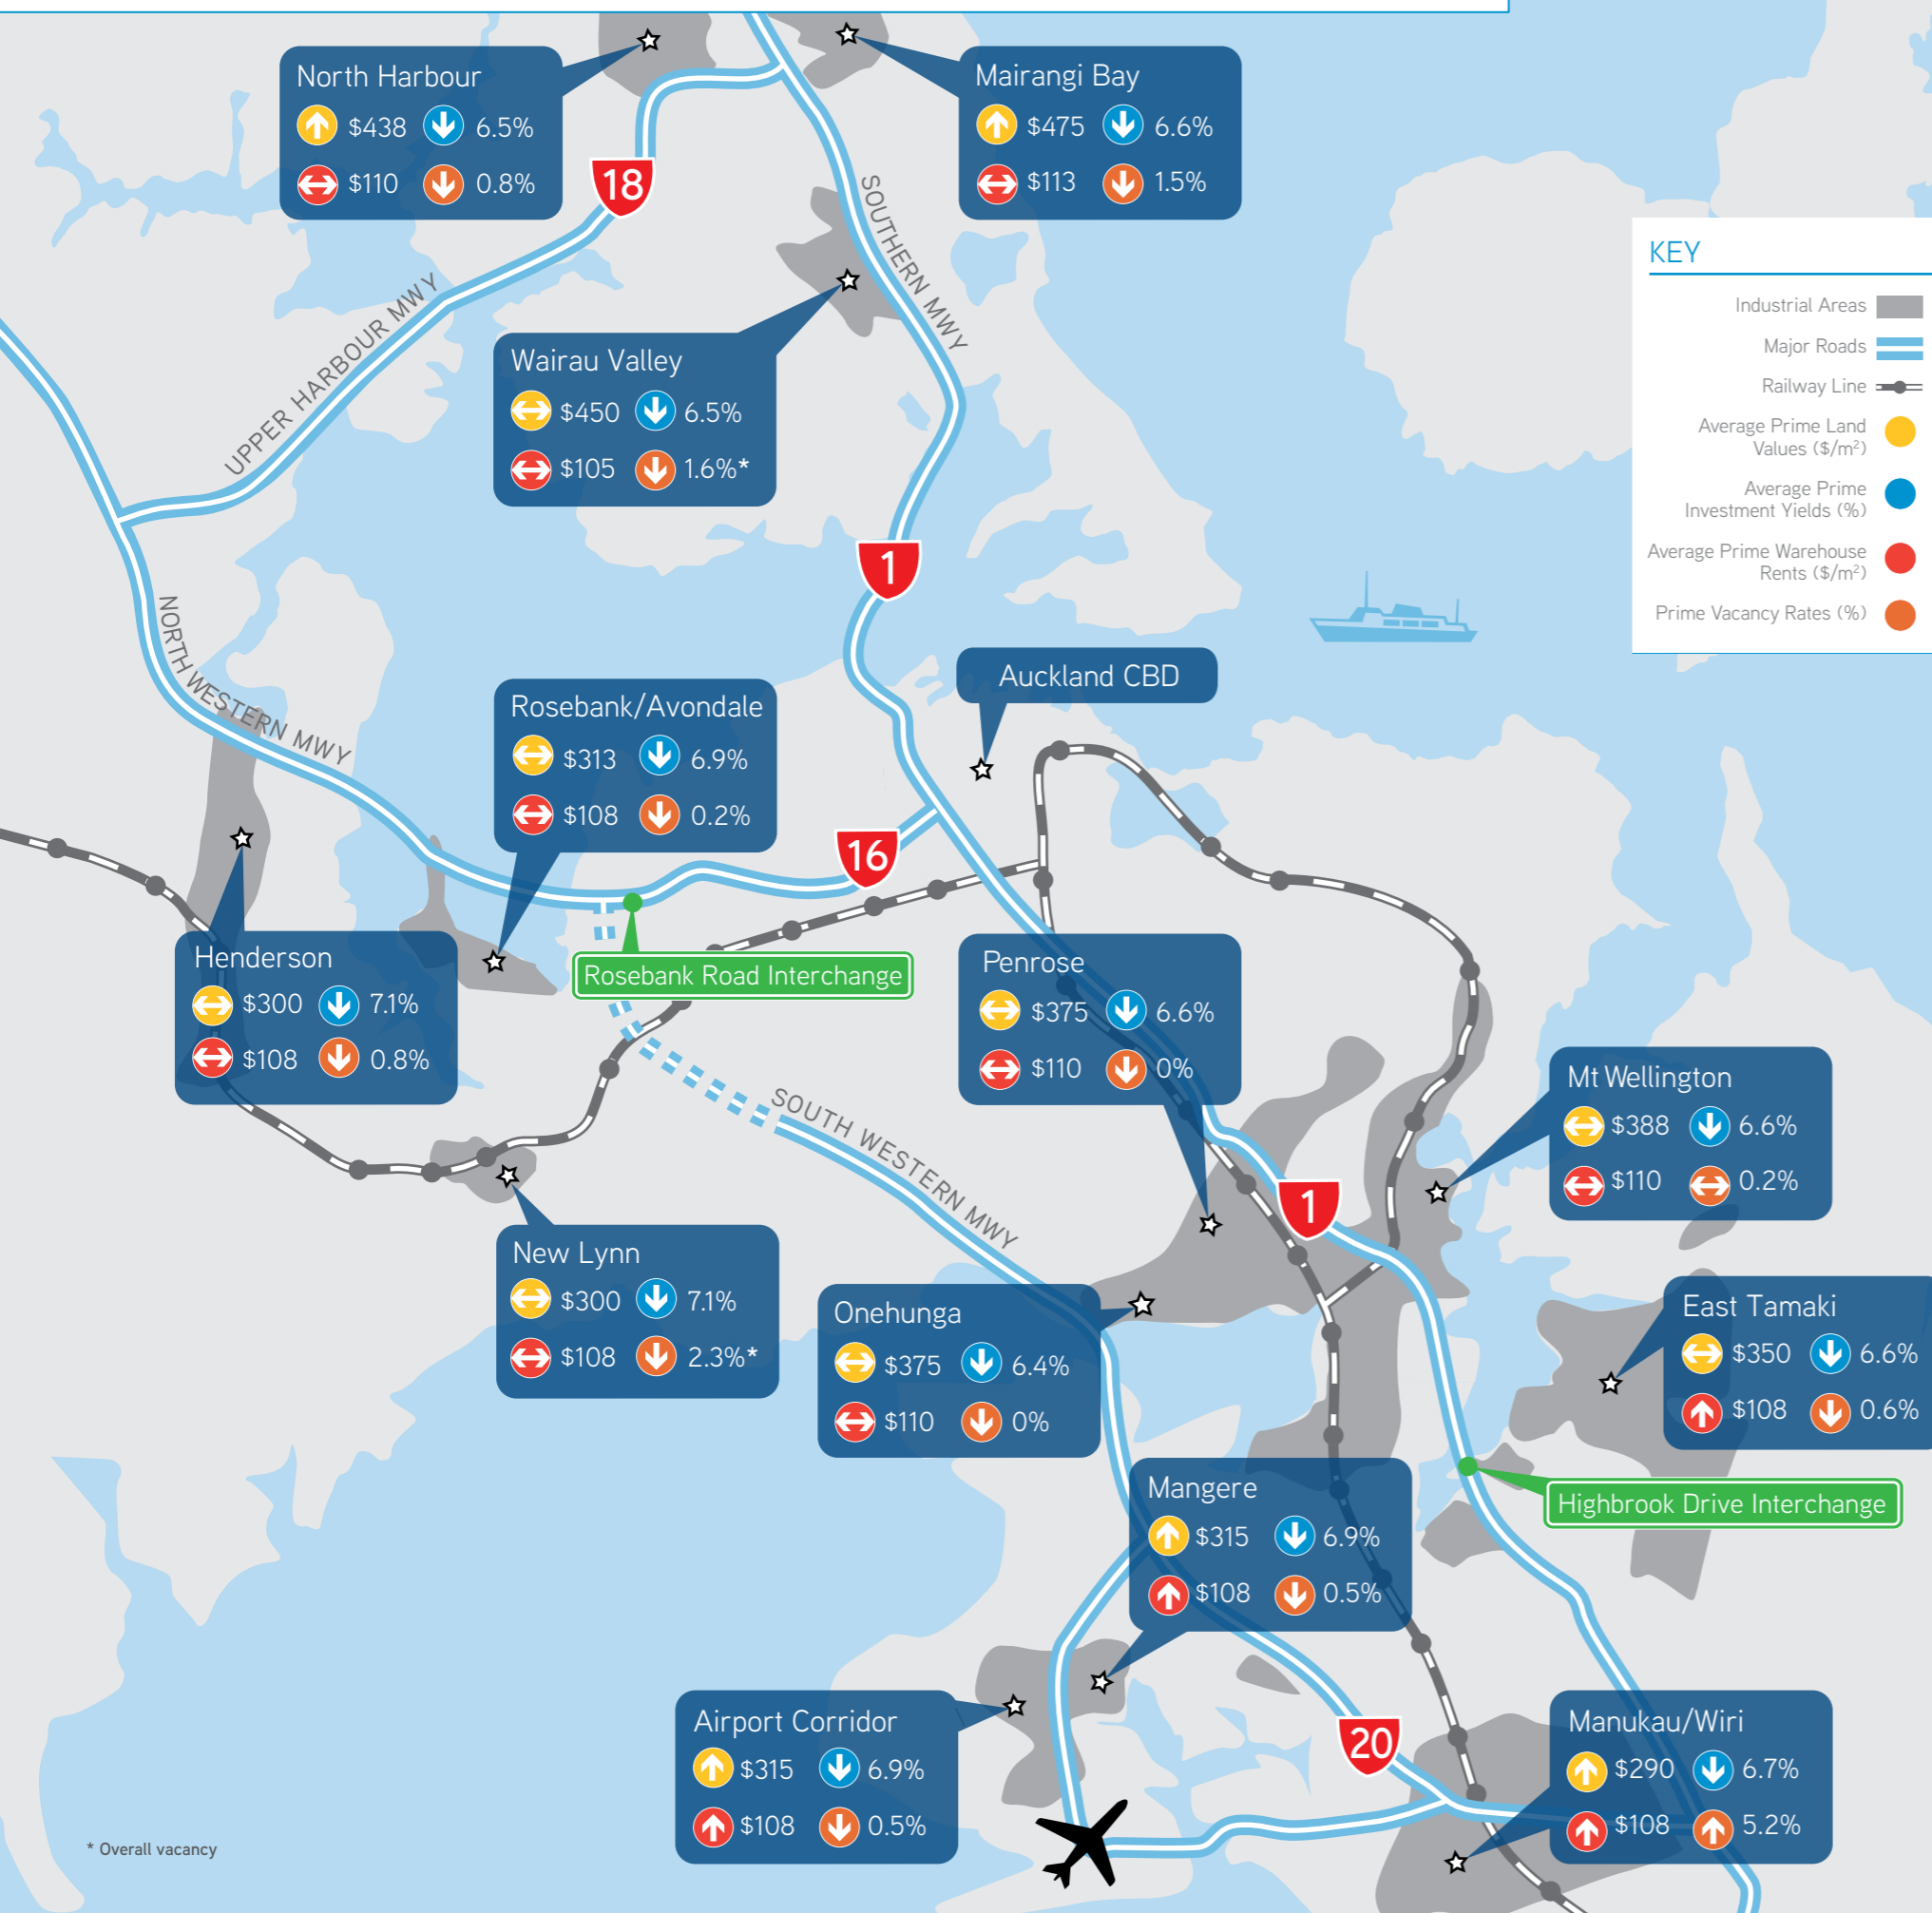 North Harbour
$438 6.5%
$110 0.8%
Mairangi Bay
$475 6.6%
$113 1.5%
18
SOUTHERN MWY
UPPER HARBOUR MWY
Wairau Valley
$450 6.5%
$105 1.6%*
KEY
Industrial Areas
Major Roads
Railway Line
Average Prime Land
Values ($/m²)
Average Prime
Investment Yields (%)
Average Prime Warehouse
Rents ($/m²)
Prime Vacancy Rates (%)
1
NORTH WESTERN MWY
Auckland CBD
Rosebank/Avondale
$313 6.9%
$108 0.2%
16
Henderson
$300 7.1%
$108 0.8%
Rosebank Road Interchange
Penrose
$375 6.6%
$110 0%
Mt Wellington
$388 6.6%
$110 0.2%
SOUTH WESTERN MWY
1
New Lynn
$300 7.1%
$108 2.3%*
Onehunga
$375 6.4%
$110 0%
East Tamaki
$350 6.6%
$108 0.6%
Highbrook Drive Interchange
Mangere
$315 6.9%
$108 0.5%
Airport Corridor
$315 6.9%
$108 0.5%
20
Manukau/Wiri
$290 6.7%
$108 5.2%
* Overall vacancy